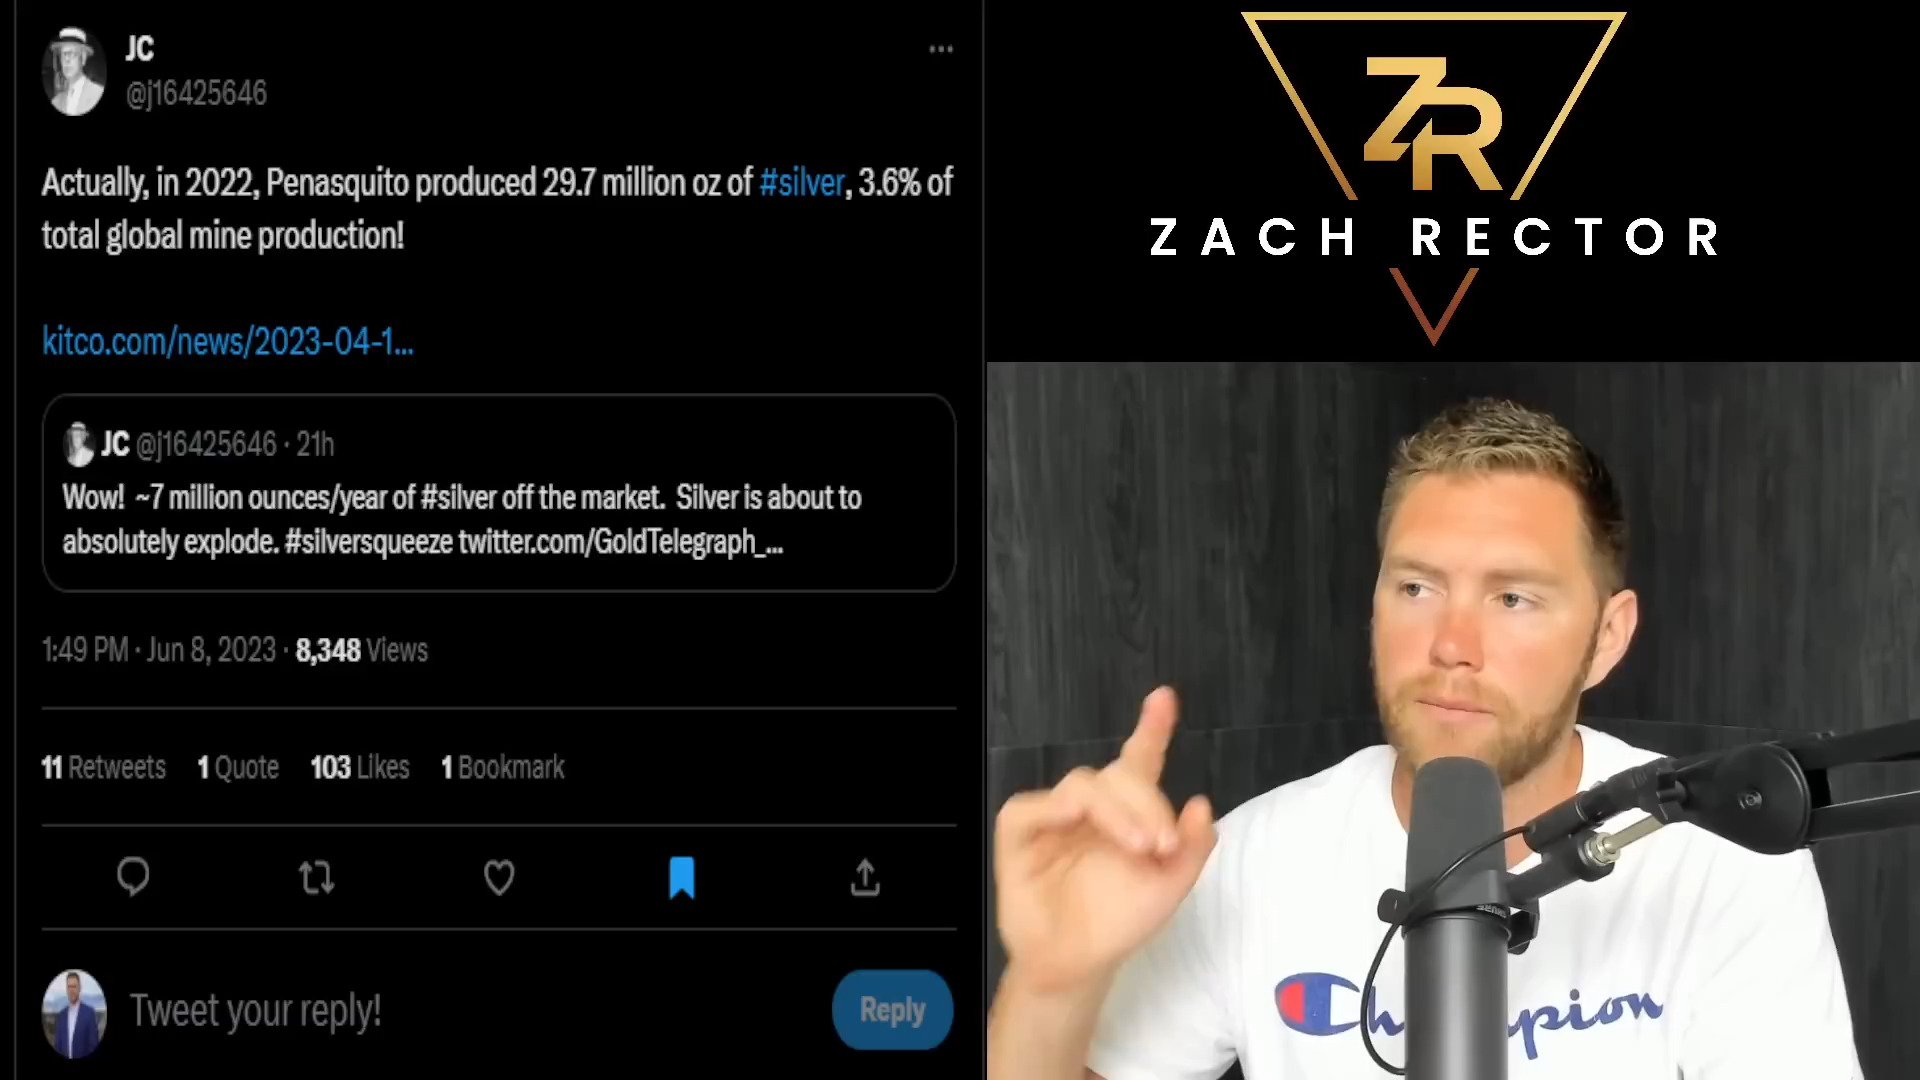 JC
@j16425646
Actually, in 2022, Penasquito produced 29.7 million oz of #silver, 3.6% of
total global mine production!
kitco.com/news/2023-04-1...
JC @j16425646 · 21h
Wow! ~7 million ounces/year of #silver off the market. Silver is about to
absolutely explode. #silversqueeze twitter.com/GoldTelegraph_...
1:49 PM · Jun 8, 2023 · 8,348 Views
11 Retweets 1 Quote 103 Likes 1 Bookmark
Tweet your reply!
Reply
ZR
ZACH RECTOR
SHURE